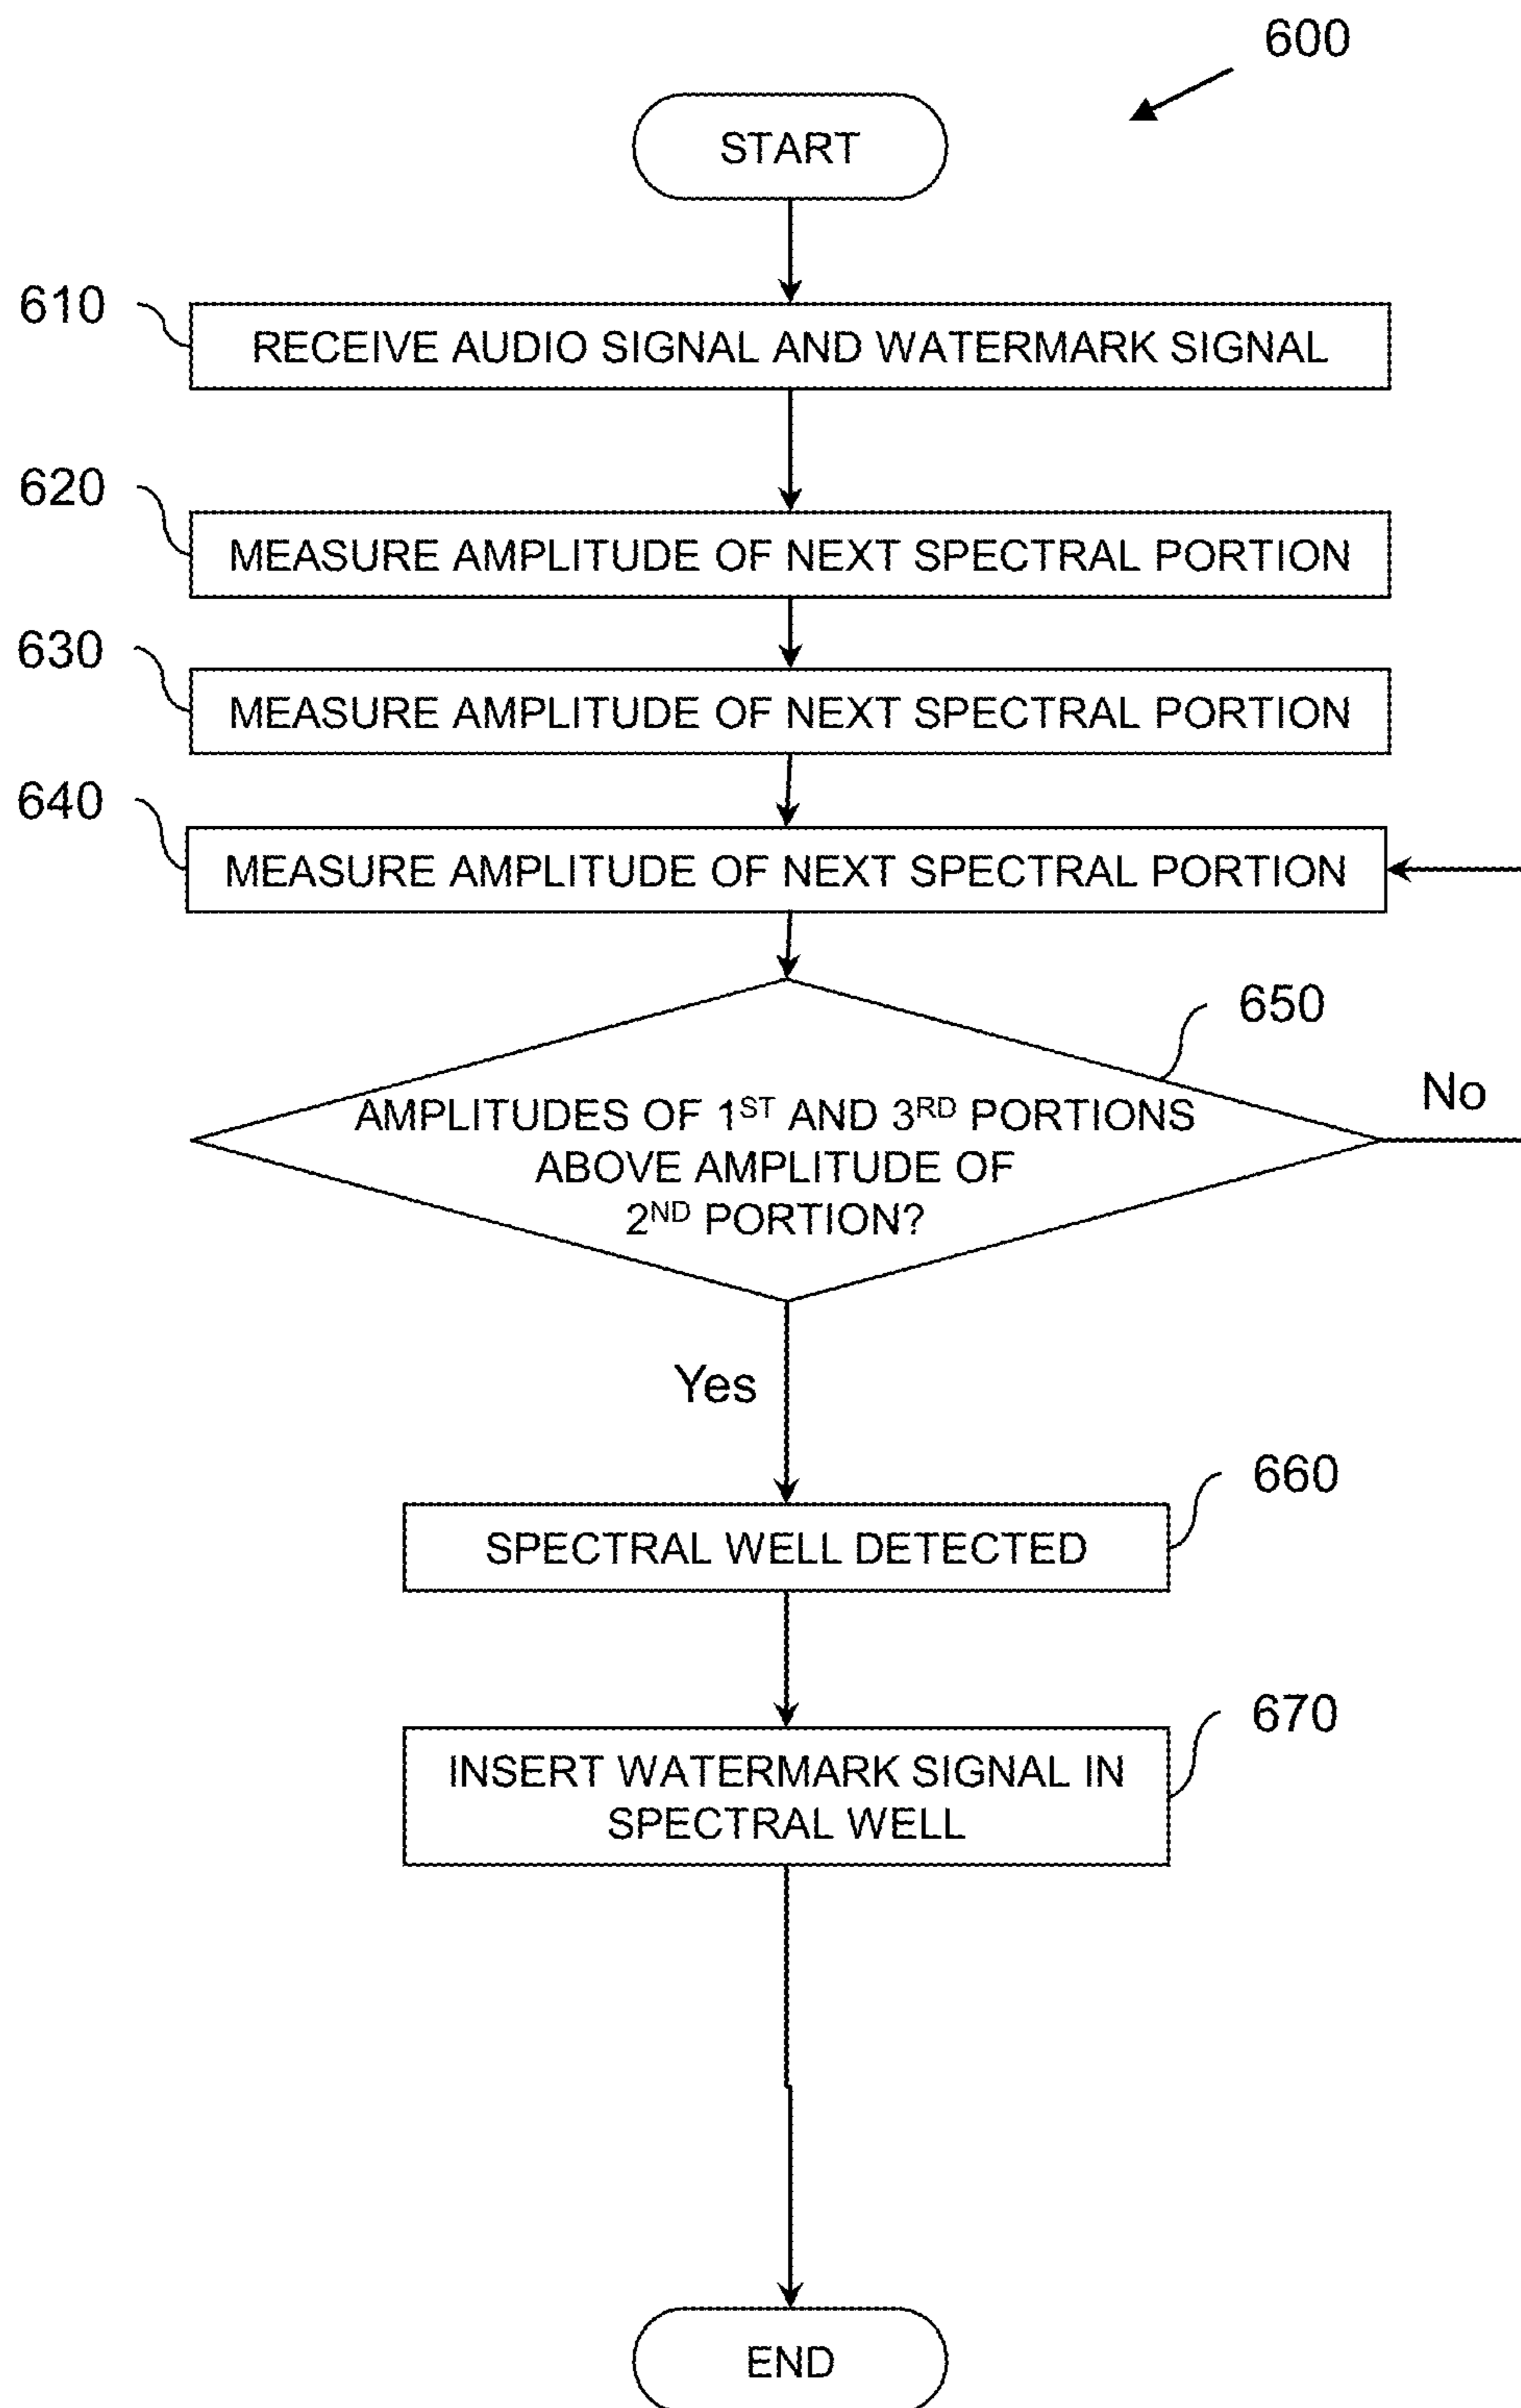 600
START
610
RECEIVE AUDIO SIGNAL AND WATERMARK SIGNAL
620
MEASURE AMPLITUDE OF NEXT SPECTRAL PORTION
630
MEASURE AMPLITUDE OF NEXT SPECTRAL PORTION
640
MEASURE AMPLITUDE OF NEXT SPECTRAL PORTION
650
AMPLITUDES OF 1ST AND 3RD PORTIONS
ABOVE AMPLITUDE OF
2ND PORTION?
No
Yes
660
SPECTRAL WELL DETECTED
670
INSERT WATERMARK SIGNAL IN
SPECTRAL WELL
END